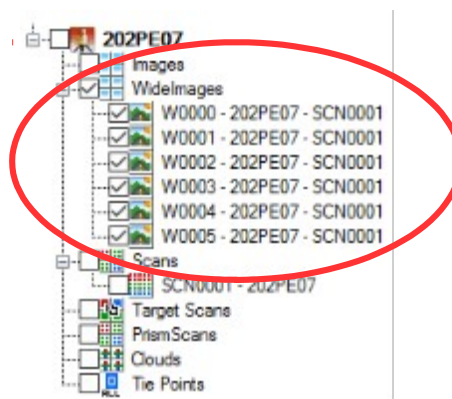 202PE07
Images
WideImages
W0000 - 202PE07 - SCN0001
W0001 - 202PE07 - SCN0001
W0002 - 202PE07 - SCN0001
W0003 - 202PE07 - SCN0001
W0004 - 202PE07 - SCN0001
W0005 - 202PE07 - SCN0001
Scans
SCN0001 - 202PE07
Target Scans
PrismScans
Clouds
ALL Tie Points